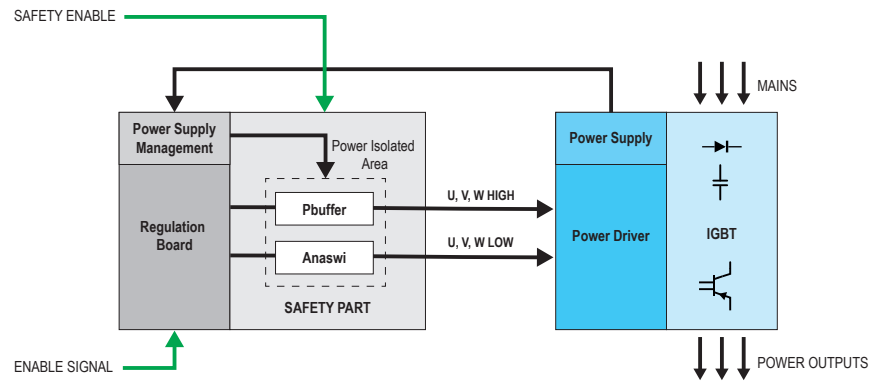 SAFETY ENABLE
MAINS
Power Supply
Management
Power Isolated
Area
Power Supply
Pbuffer
U, V, W HIGH
Regulation
Board
Power Driver
IGBT
Anaswi
U, V, W LOW
SAFETY PART
ENABLE SIGNAL
POWER OUTPUTS